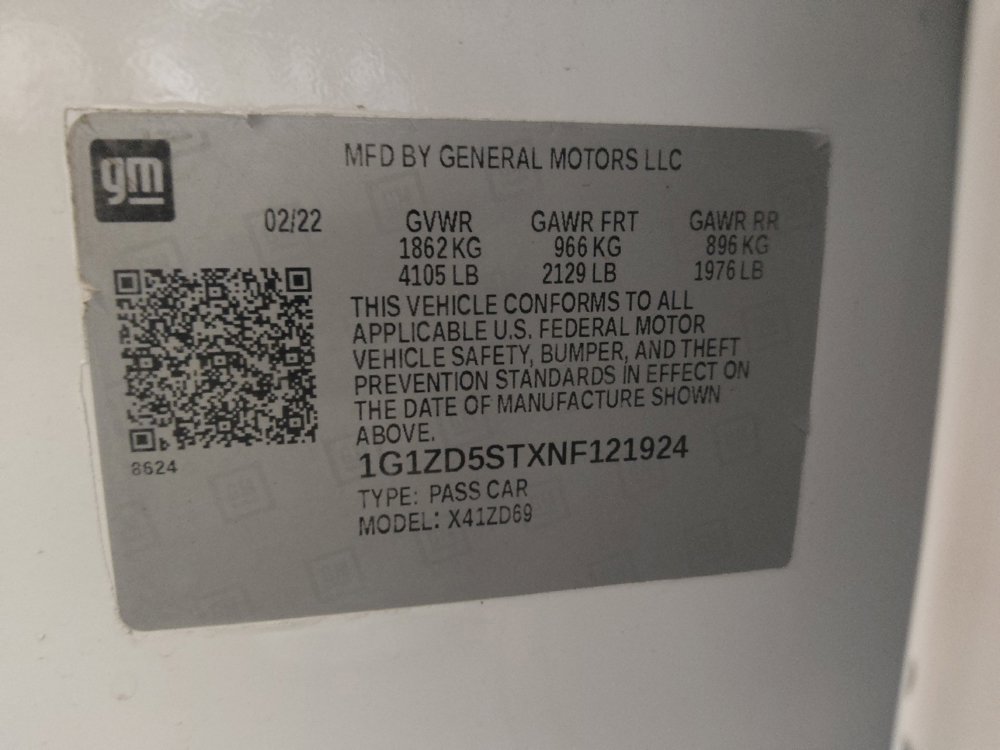 gm
MFD BY GENERAL MOTORS LLC
02/22 GVWR GAWR FRT GAWR RR
1862 KG 966 KG 896 KG
4105 LB 2129 LB 1976 LB
THIS VEHICLE CONFORMS TO ALL
APPLICABLE U.S. FEDERAL MOTOR
VEHICLE SAFETY, BUMPER, AND THEFT
PREVENTION STANDARDS IN EFFECT ON
THE DATE OF MANUFACTURE SHOWN
ABOVE.
8624
1G1ZD5STXNF121924
TYPE: PASS CAR
MODEL: X41ZD69